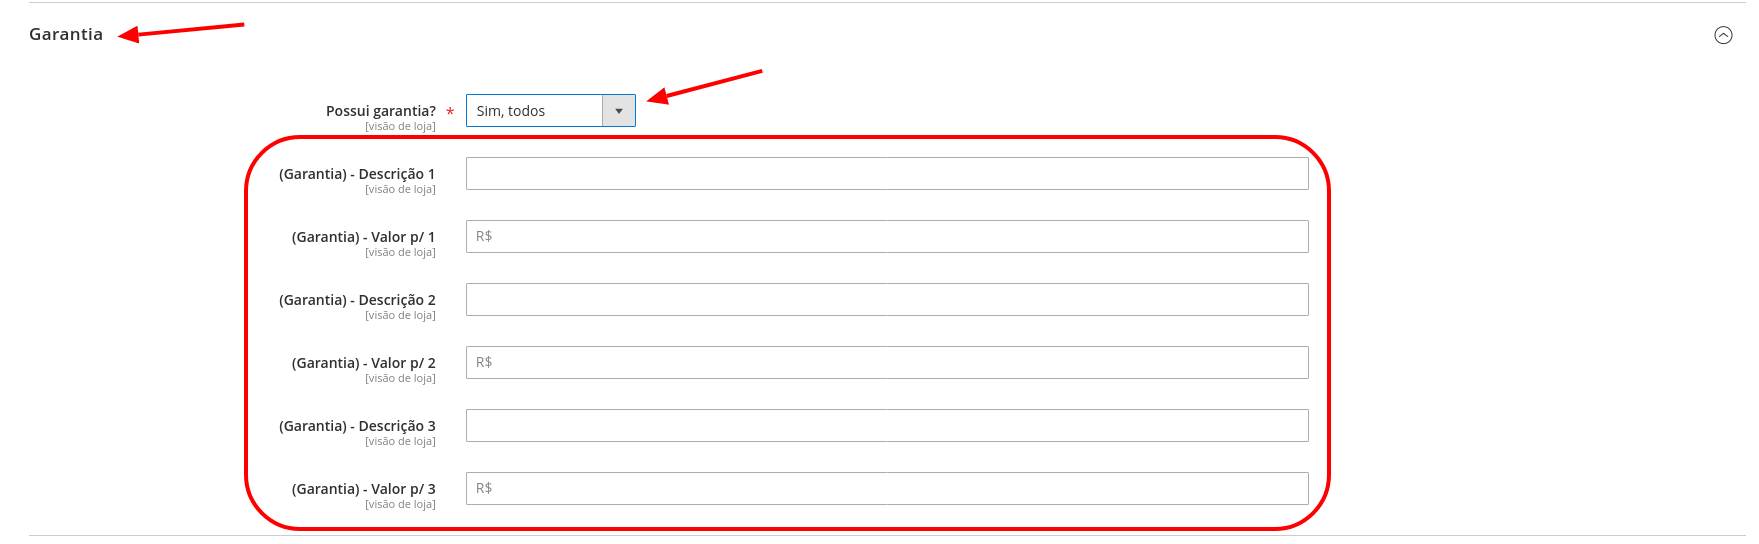 Garantia
Possui garantia? * Sim, todos
[visão de loja]
(Garantia) - Descrição 1
[visão de loja]
(Garantia) - Valor p/ 1 R$
[visão de loja]
(Garantia) - Descrição 2
[visão de loja]
(Garantia) - Valor p/ 2 R$
[visão de loja]
(Garantia) - Descrição 3
[visão de loja]
(Garantia) - Valor p/ 3 R$
[visão de loja]